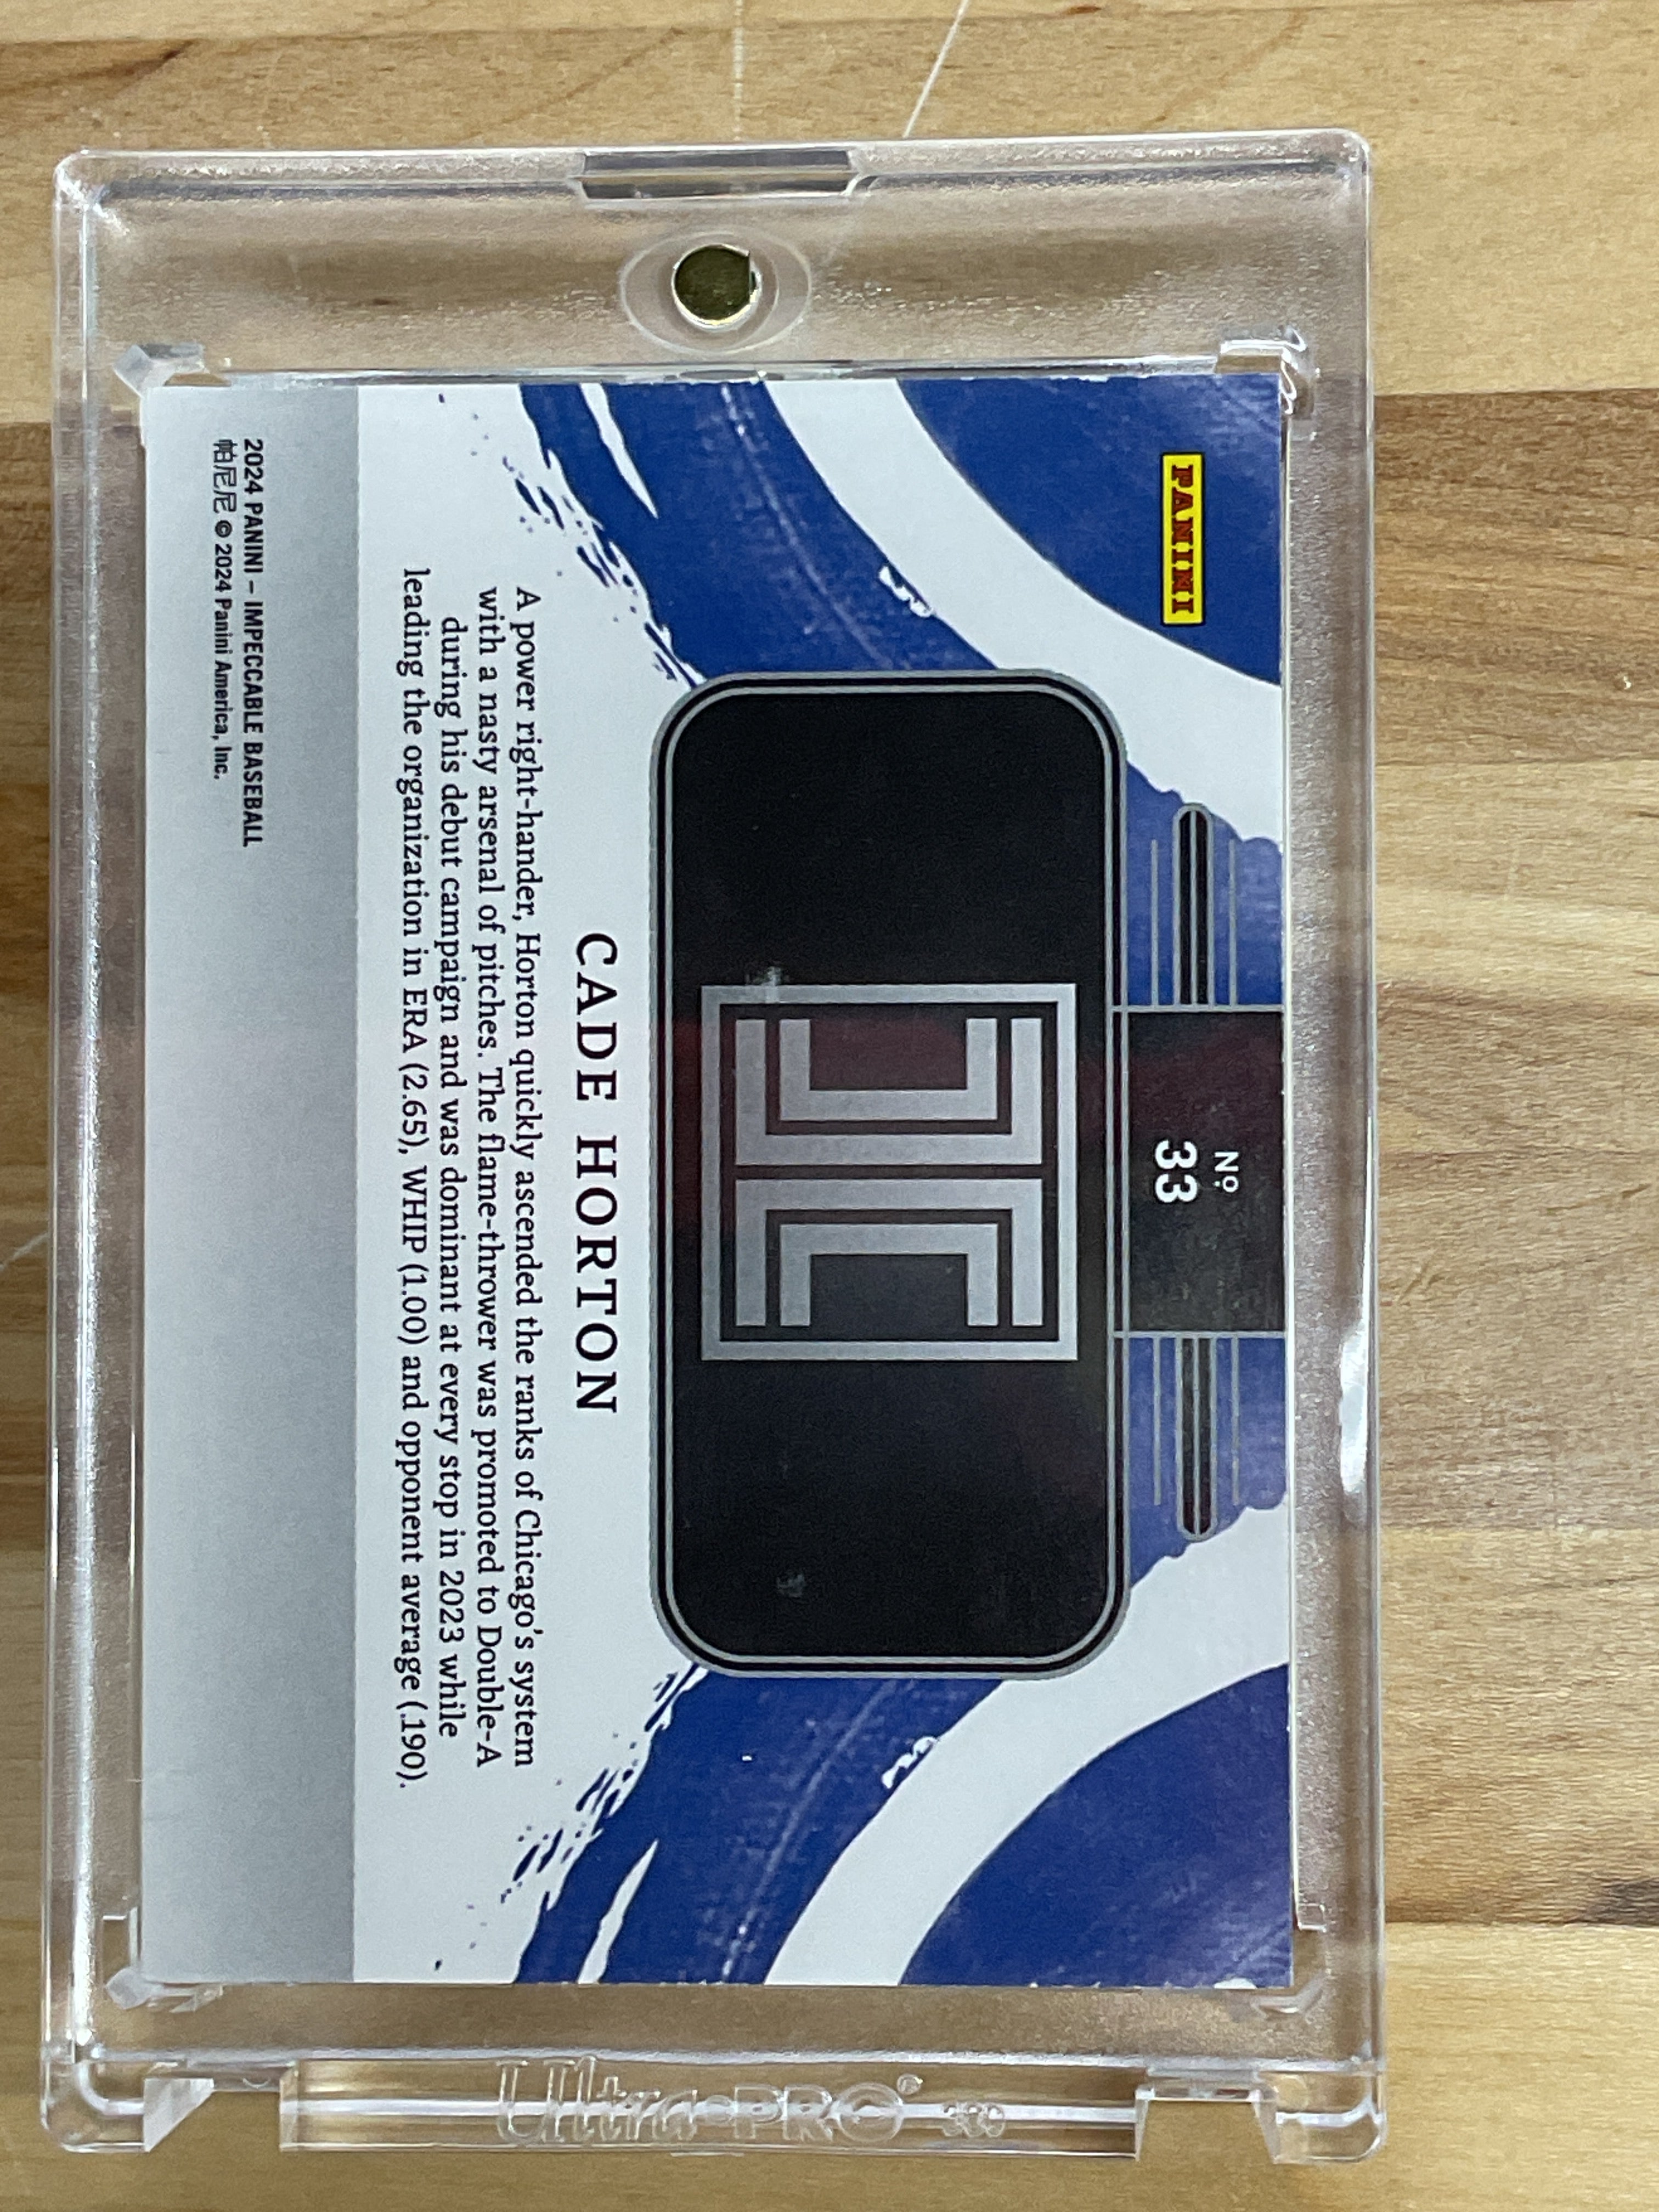 PANINI
No
33
CADE HORTON
A power right-hander, Horton quickly ascended the ranks of Chicago's system
with a nasty arsenal of pitches. The flame-thrower was promoted to Double-A
during his debut campaign and was dominant at every stop in 2023 while
leading the organization in ERA (2.65), WHIP (1.00) and opponent average (.190).
2024 PANINI – IMPECCABLE BASEBALL
帕尼尼 © 2024 Panini America, Inc.
Ultra•PRO®